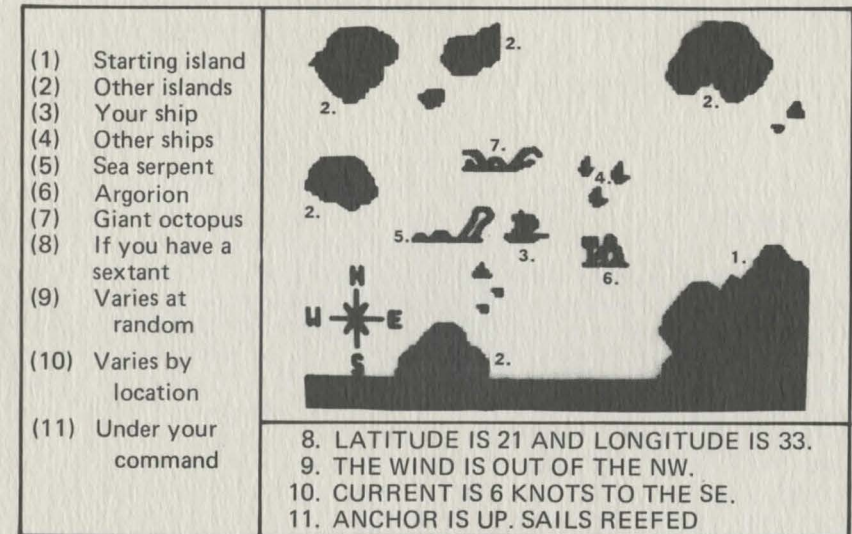 (1) Starting island
(2) Other islands
(3) Your ship
(4) Other ships
(5) Sea serpent
(6) Argorion
(7) Giant octopus
(8) If you have a
sextant
(9) Varies at
random
(10) Varies by
location
(11) Under your
command
2.
2.
2.
7.
4.
2.
5.
3.
6.
1.
N
W E
S
2.
8. LATITUDE IS 21 AND LONGITUDE IS 33.
9. THE WIND IS OUT OF THE NW.
10. CURRENT IS 6 KNOTS TO THE SE.
11. ANCHOR IS UP. SAILS REEFED